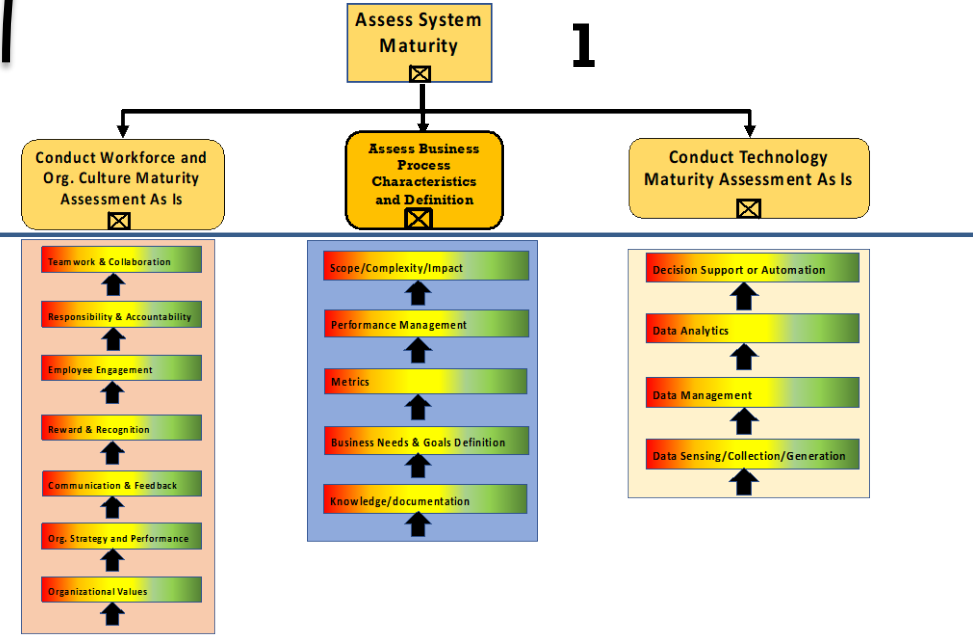 Assess System
Maturity
1
Conduct Workforce and
Org. Culture Maturity
Assessment As Is
Assess Business
Process
Characteristics
and Definition
Conduct Technology
Maturity Assessment As Is
Teamwork & Collaboration
Responsibility & Accountability
Employee Engagement
Reward & Recognition
Communication & Feedback
Org. Strategy and Performance
Organizational Values
Scope/Complexity/Impact
Performance Management
Metrics
Business Needs & Goals Definition
Knowledge/documentation
Decision Support or Automation
Data Analytics
Data Management
Data Sensing/Collection/Generation